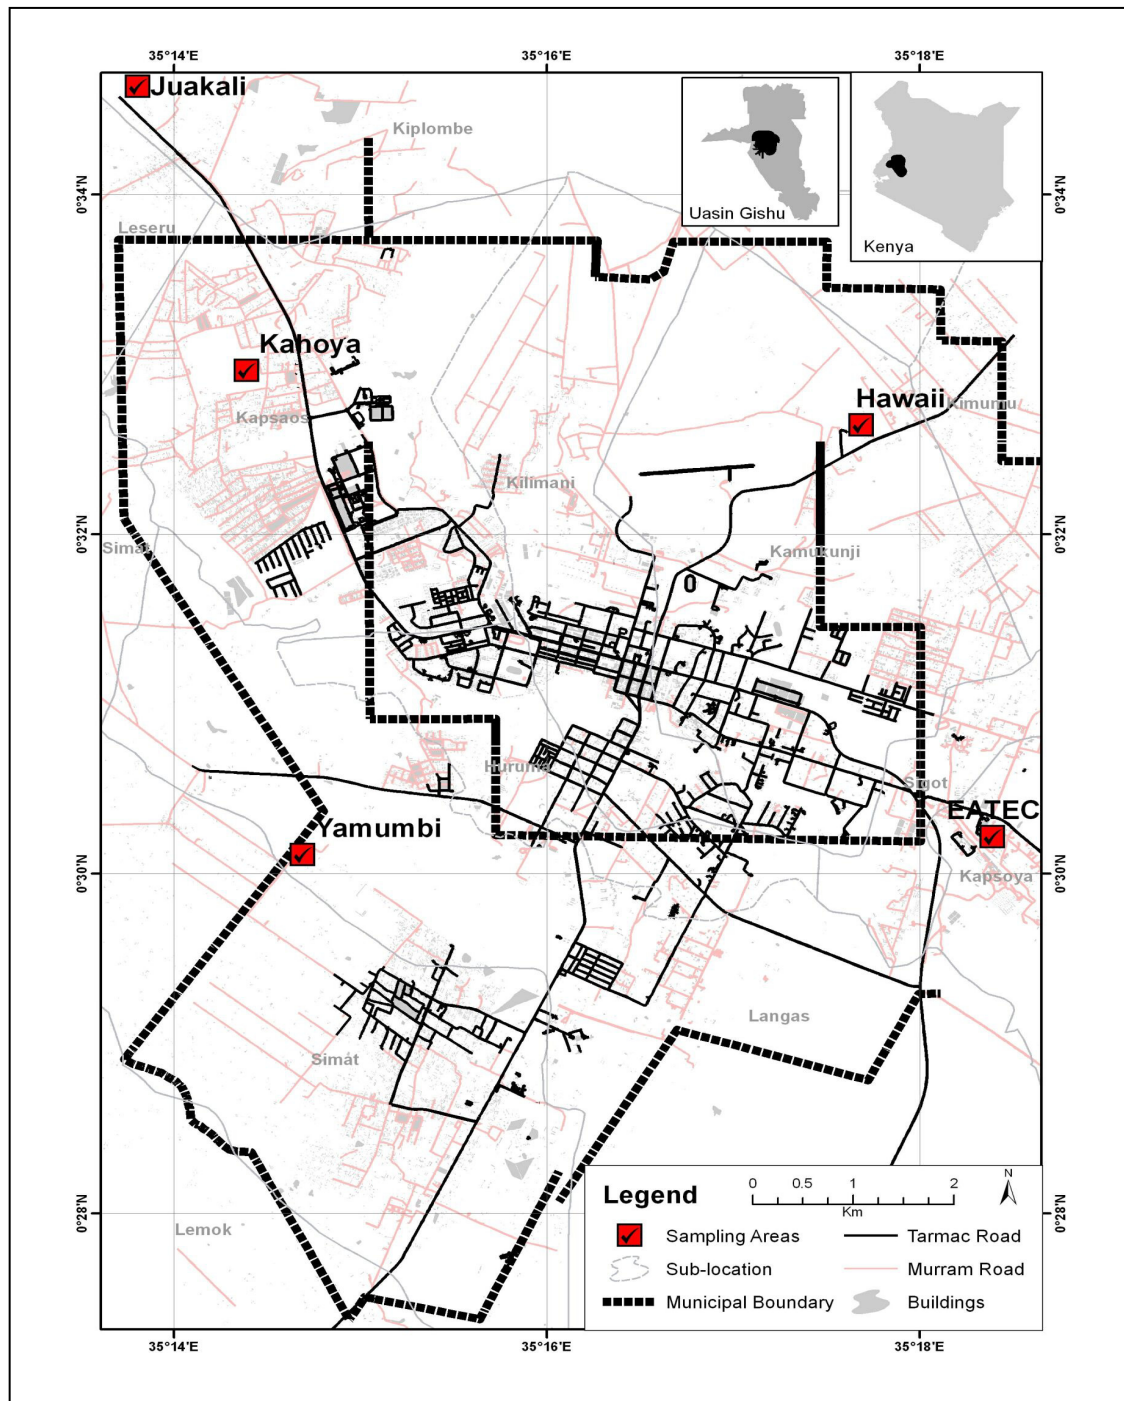 35°14'E 35°16'E 35°18'E
Juakali
Kiplombe
Uasin Gishu
Kenya
0°34'N 0°34'N
Leseru
Kahoya
Kapsaos
Hawaii
Kimumu
Kilimani
0°32'N 0°32'N
Simat
Kamukunji
Huruma
Sigot
EATEC
Yamumbi
0°30'N 0°30'N
Kapsoya
Langas
Simát
Lemok
0°28'N 0°28'N
Legend
0 0.5 1 2
Km
N
Sampling Areas
Tarmac Road
Sub-location
Murram Road
Municipal Boundary
Buildings
35°14'E 35°16'E 35°18'E